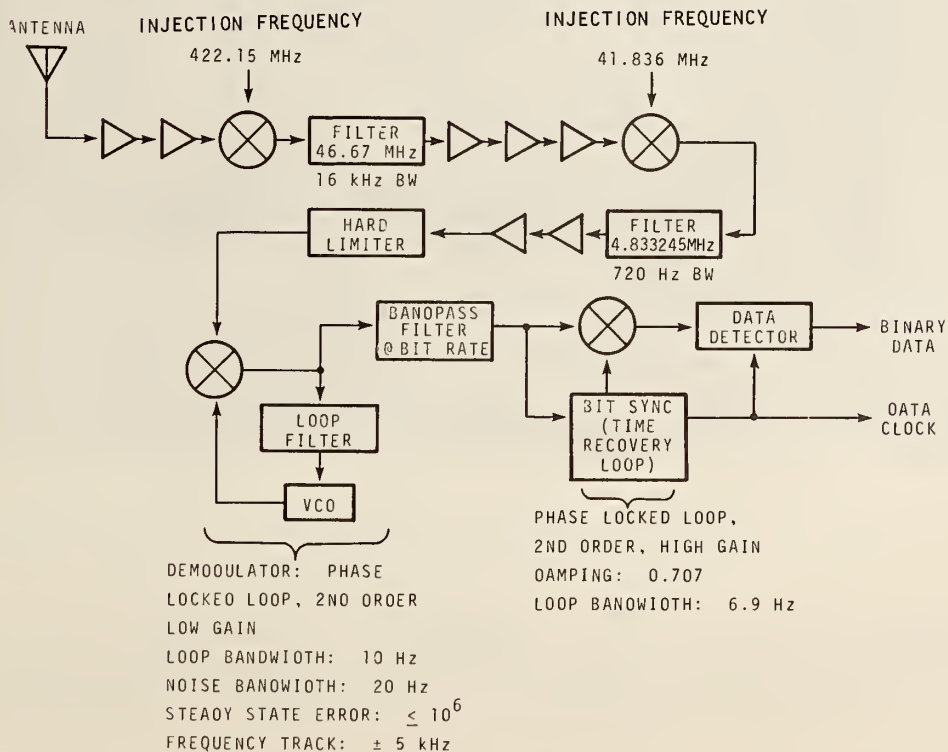 ANTENNA
INJECTION FREQUENCY
422.15 MHz
INJECTION FREQUENCY
41.836 MHz
FILTER
46.67 MHz
16 kHz BW
HARD
LIMITER
FILTER
4.833245MHz
720 Hz BW
BANOPASS
FILTER
@ BIT RATE
DATA
DETECTOR
BINARY
DATA
LOOP
FILTER
VCO
BIT SYNC
(TIME
RECOVERY
LOOP)
OATA
CLOCK
PHASE LOCKED LOOP,
2ND ORDER, HIGH GAIN
OAMPING: 0.707
LOOP BANOWIOTH: 6.9 Hz
DEMOOULATOR: PHASE
LOCKEO LOOP, 2NO OROER
LOW GAIN
LOOP BANDWIOTH: 10 Hz
NOISE BANOWIDTH: 20 Hz
STEAOY STATE ERROR: ≤ 10⁶
FREQUENCY TRACK: ± 5 kHz